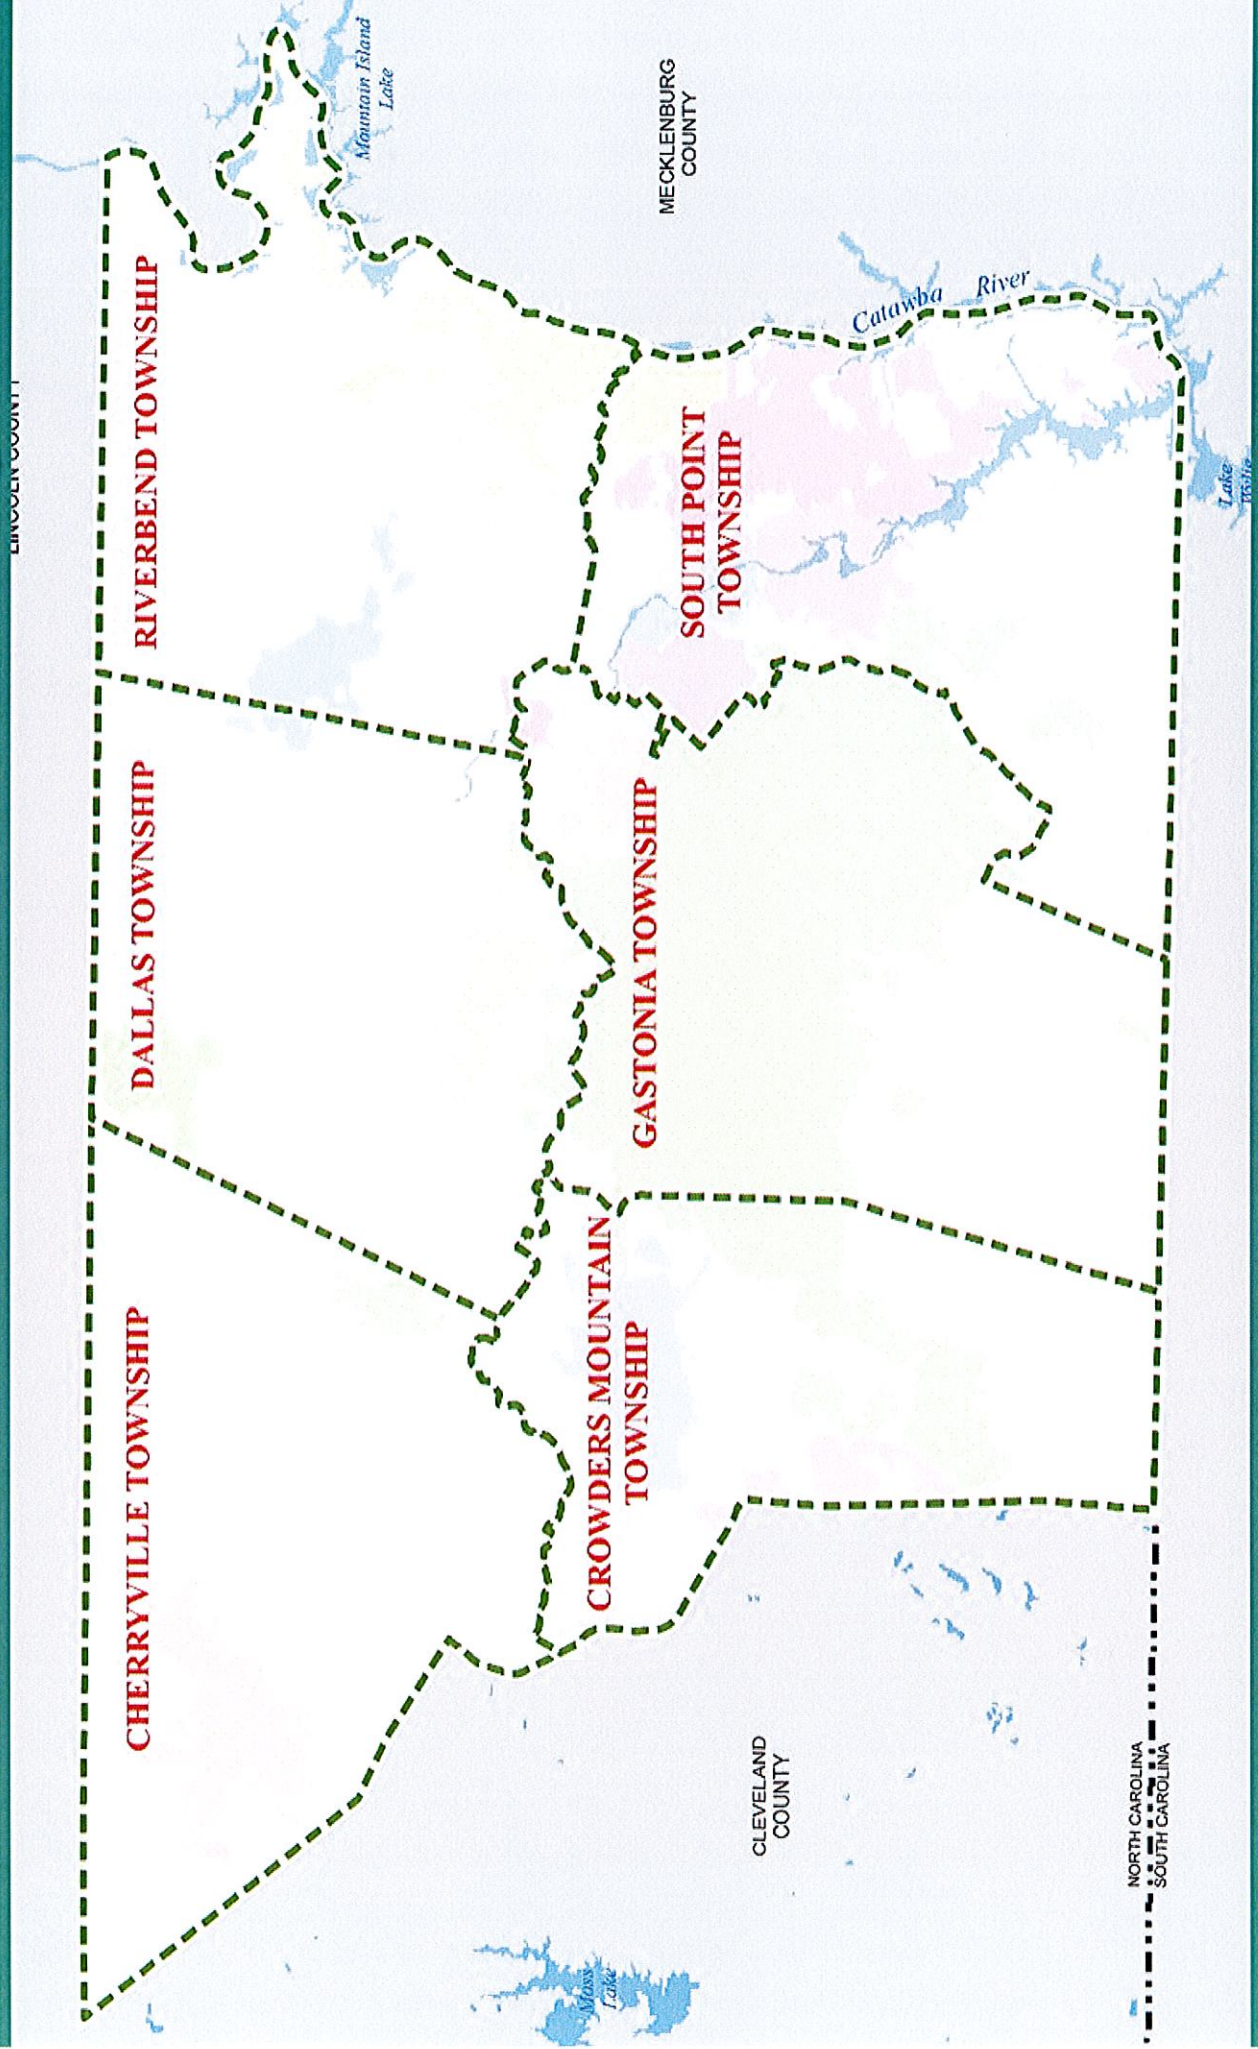 LINCOLN COUNTY
CHERRYVILLE TOWNSHIP
DALLAS TOWNSHIP
RIVERBEND TOWNSHIP
Mountain Island
Lake
CROWDERS MOUNTAIN
TOWNSHIP
GASTONIA TOWNSHIP
SOUTH POINT
TOWNSHIP
MECKLENBURG
COUNTY
Moss
Lake
CLEVELAND
COUNTY
Catawba River
NORTH CAROLINA
SOUTH CAROLINA
Lake
Wylie